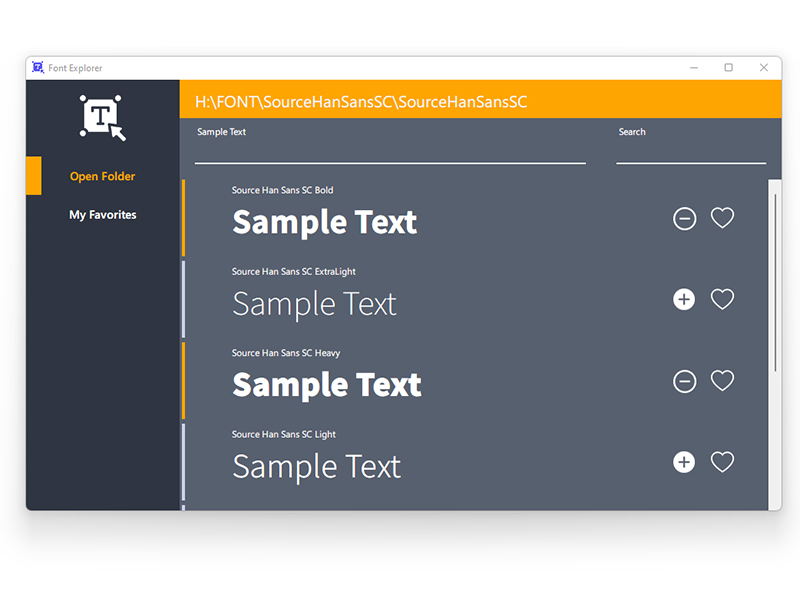 Font Explorer
H:\FONT\SourceHanSansSC\SourceHanSansSC
Sample Text
Search
Open Folder
My Favorites
Source Han Sans SC Bold
Sample Text
Source Han Sans SC ExtraLight
Sample Text
Source Han Sans SC Heavy
Sample Text
Source Han Sans SC Light
Sample Text